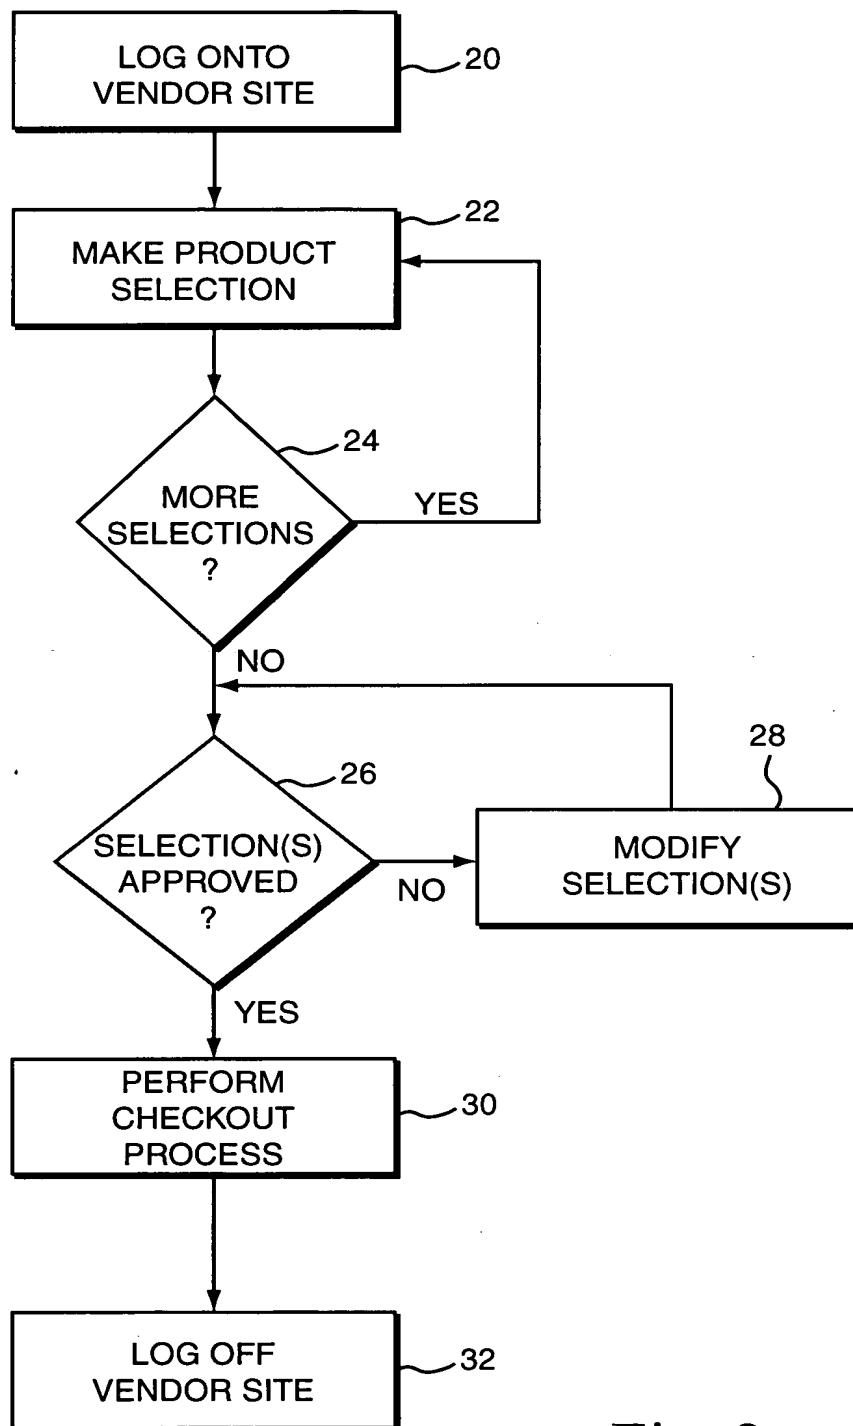 LOG ONTO
VENDOR SITE
20
MAKE PRODUCT
SELECTION
22
24
MORE
SELECTIONS
?
YES
NO
26
SELECTION(S)
APPROVED
?
NO
28
MODIFY
SELECTION(S)
YES
PERFORM
CHECKOUT
PROCESS
30
LOG OFF
VENDOR SITE
32